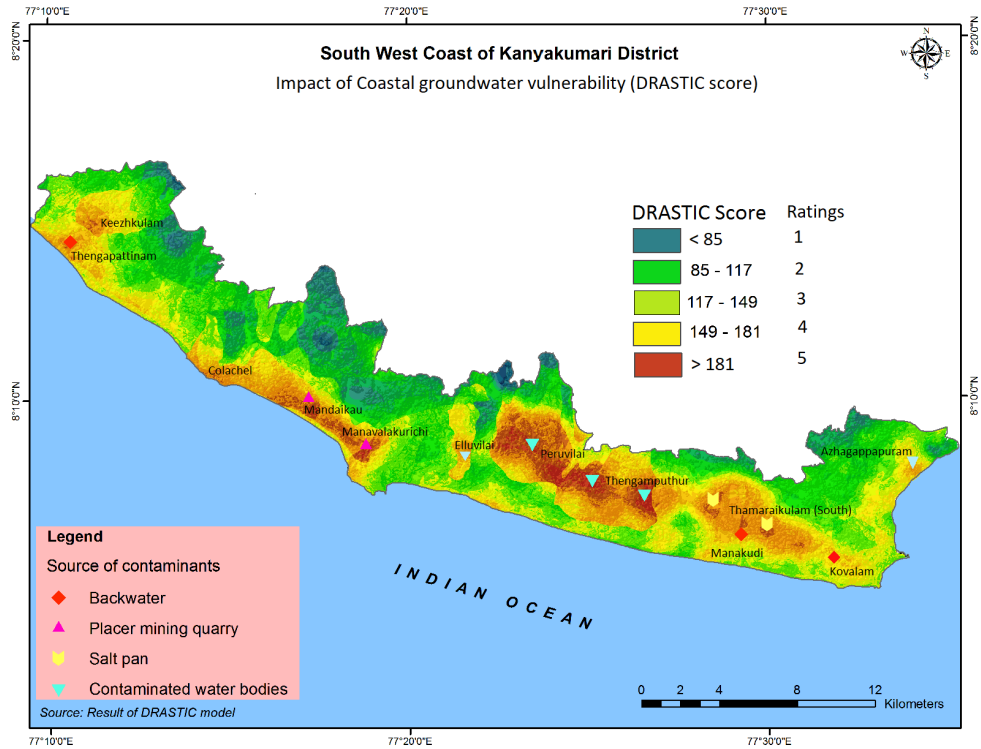 77°10'0"E 77°20'0"E 77°30'0"E
8°20'0"N 8°20'0"N
South West Coast of Kanyakumari District
Impact of Coastal groundwater vulnerability (DRASTIC score)
N
W E
S
DRASTIC Score Ratings
< 85 1
85 - 117 2
117 - 149 3
149 - 181 4
> 181 5
Keezhkulam
Thengapattinam
Colachel
8°10'0"N 8°10'0"N
Mandaikau
Manavalakurichi
Elluvilai
Peruvilai
Azhagappapuram
Thengamputhur
Thamaraikulam (South)
Manakudi
Kovalam
INDIAN OCEAN
Legend
Source of contaminants
Backwater
Placer mining quarry
Salt pan
Contaminated water bodies
Source: Result of DRASTIC model
0 2 4 8 12
Kilometers
77°10'0"E 77°20'0"E 77°30'0"E